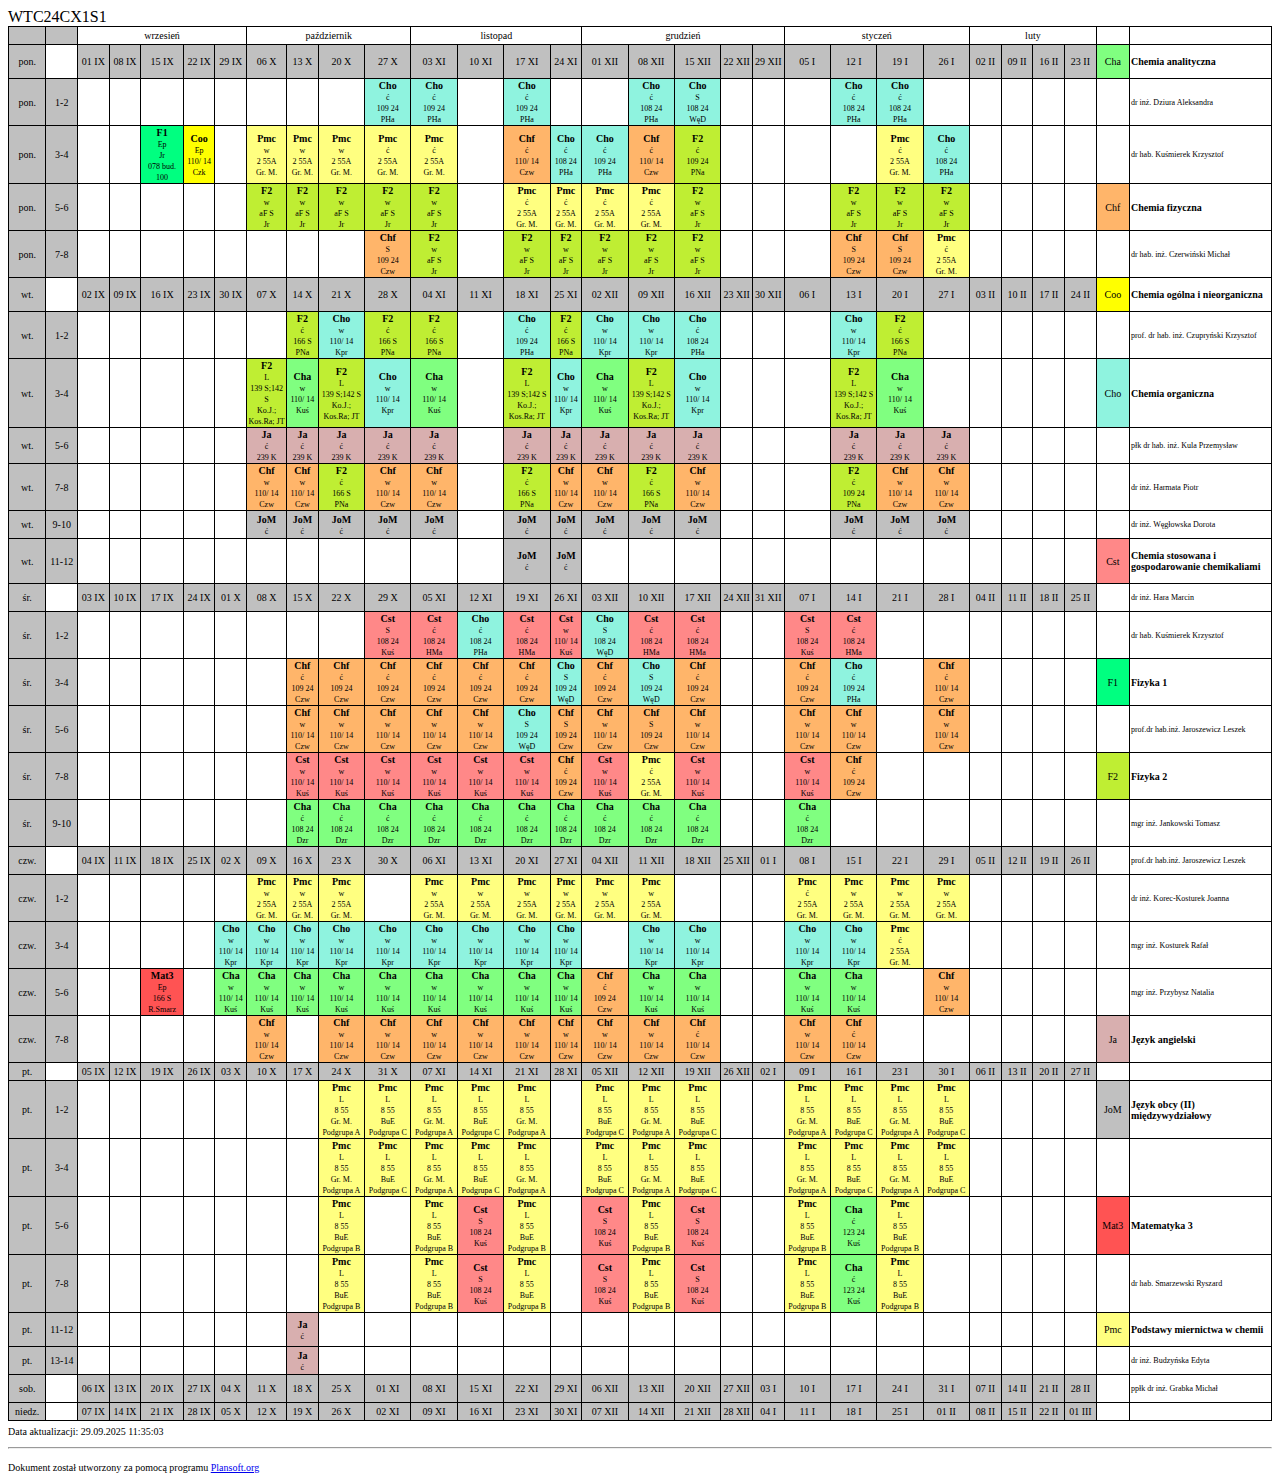 WTC24CX1S1
wrzesień październik listopad grudzień styczeń luty
pon. 01 IX 08 IX 15 IX 22 IX 29 IX 06 X 13 X 20 X 27 X 03 XI 10 XI 17 XI 24 XI 01 XII 08 XII 15 XII 22 XII 29 XII 05 I 12 I 19 I 26 I 02 II 09 II 16 II 23 II Cha Chemia analityczna
Cho Cho Cho Cho Cho Cho Cho
ć ć ć ć S ć ć
pon. 1-2 109 24 109 24 109 24 108 24 108 24 108 24 108 24 dr inż. Dziura Aleksandra
PHa PHa PHa PHa WęD PHa PHa
F1 Coo Pmc Pmc Pmc Pmc Pmc Chf Cho Cho Chf F2 Pmc Cho
Ep Ep w w w ć ć ć ć ć ć ć ć ć
pon. 3-4 Jr 110/ 14 2 55A 2 55A 2 55A 2 55A 2 55A 110/ 14 108 24 109 24 110/ 14 109 24 2 55A 108 24 dr hab. Kuśmierek Krzysztof
078 bud. Czk Gr. M. Gr. M. Gr. M. Gr. M. Gr. M. Czw PHa PHa Czw PNa Gr. M. PHa
100
F2 F2 F2 F2 F2 Pmc Pmc Pmc Pmc F2 F2 F2 F2
w w w w w ć ć ć ć w w w w
pon. 5-6 aF S aF S aF S aF S aF S 2 55A 2 55A 2 55A 2 55A aF S aF S aF S aF S Chf Chemia fizyczna
Jr Jr Jr Jr Jr Gr. M. Gr. M. Gr. M. Gr. M. Jr Jr Jr Jr
Chf F2 F2 F2 F2 F2 F2 Chf Chf Pmc
S w w w w w w S S ć
pon. 7-8 109 24 aF S aF S aF S aF S aF S aF S 109 24 109 24 2 55A dr hab. inż. Czerwiński Michał
Czw Jr Jr Jr Jr Jr Jr Czw Czw Gr. M.
wt. 02 IX 09 IX 16 IX 23 IX 30 IX 07 X 14 X 21 X 28 X 04 XI 11 XI 18 XI 25 XI 02 XII 09 XII 16 XII 23 XII 30 XII 06 I 13 I 20 I 27 I 03 II 10 II 17 II 24 II Coo Chemia ogólna i nieorganiczna
F2 Cho F2 F2 Cho F2 Cho Cho Cho Cho F2
ć w ć ć ć ć w w ć w ć
wt. 1-2 166 S 110/ 14 166 S 166 S 109 24 166 S 110/ 14 110/ 14 108 24 110/ 14 166 S prof. dr hab. inż. Czupryński Krzysztof
PNa Kpr PNa PNa PHa PNa Kpr Kpr PHa Kpr PNa
F2 Cha F2 Cho Cha F2 Cho Cha F2 Cho F2 Cha
L w L w w L w w L w L w
wt. 3-4 139 S;142 S 110/ 14 139 S;142 S 110/ 14 110/ 14 139 S;142 S 110/ 14 110/ 14 139 S;142 S 110/ 14 139 S;142 S 110/ 14 Cho Chemia organiczna
Ko.J.; Kuś Ko.J.; Kpr Kuś Ko.J.; Kpr Kuś Ko.J.; Kpr Ko.J.; Kuś
Kos.Ra; JT Kos.Ra; JT Kos.Ra; JT Kos.Ra; JT Kos.Ra; JT
Ja Ja Ja Ja Ja Ja Ja Ja Ja Ja Ja Ja Ja
wt. 5-6 ć ć ć ć ć ć ć ć ć ć ć ć ć płk dr hab. inż. Kula Przemysław
239 K 239 K 239 K 239 K 239 K 239 K 239 K 239 K 239 K 239 K 239 K 239 K 239 K
Chf Chf F2 Chf Chf F2 Chf Chf F2 Chf F2 Chf Chf
w w ć w w ć w w ć w ć w w
wt. 7-8 110/ 14 110/ 14 166 S 110/ 14 110/ 14 166 S 110/ 14 110/ 14 166 S 110/ 14 109 24 110/ 14 110/ 14 dr inż. Harmata Piotr
Czw Czw PNa Czw Czw PNa Czw Czw PNa Czw PNa Czw Czw
wt. 9-10 JoM JoM JoM JoM JoM JoM JoM JoM JoM JoM JoM JoM JoM dr inż. Węgłowska Dorota
ć ć ć ć ć ć ć ć ć ć ć ć ć
wt. 11-12 JoM JoM Cst Chemia stosowana i
ć ć gospodarowanie chemikaliami
śr. 03 IX 10 IX 17 IX 24 IX 01 X 08 X 15 X 22 X 29 X 05 XI 12 XI 19 XI 26 XI 03 XII 10 XII 17 XII 24 XII 31 XII 07 I 14 I 21 I 28 I 04 II 11 II 18 II 25 II dr inż. Hara Marcin
Cst Cst Cho Cst Cst Cho Cst Cst Cst Cst
S ć ć ć w S ć ć S ć
śr. 1-2 108 24 108 24 108 24 108 24 110/ 14 108 24 108 24 108 24 108 24 108 24 dr hab. Kuśmierek Krzysztof
Kuś HMa PHa HMa Kuś WęD HMa HMa Kuś HMa
Chf Chf Chf Chf Chf Chf Cho Chf Cho Chf Chf Cho Chf
ć ć ć ć ć ć S ć S ć ć ć ć
śr. 3-4 109 24 109 24 109 24 109 24 109 24 109 24 109 24 109 24 109 24 109 24 109 24 109 24 110/ 14 F1 Fizyka 1
Czw Czw Czw Czw Czw Czw WęD Czw WęD Czw Czw PHa Czw
Chf Chf Chf Chf Chf Cho Chf Chf Chf Chf Chf Chf Chf
w w w w w S S w S w w w w
śr. 5-6 110/ 14 110/ 14 110/ 14 110/ 14 110/ 14 109 24 109 24 110/ 14 109 24 110/ 14 110/ 14 110/ 14 110/ 14 prof.dr hab.inż. Jaroszewicz Leszek
Czw Czw Czw Czw Czw WęD Czw Czw Czw Czw Czw Czw Czw
Cst Cst Cst Cst Cst Cst Chf Cst Pmc Cst Cst Chf
w w w w w w ć w ć w w ć
śr. 7-8 110/ 14 110/ 14 110/ 14 110/ 14 110/ 14 110/ 14 109 24 110/ 14 2 55A 110/ 14 110/ 14 109 24 F2 Fizyka 2
Kuś Kuś Kuś Kuś Kuś Kuś Czw Kuś Gr. M. Kuś Kuś Czw
Cha Cha Cha Cha Cha Cha Cha Cha Cha Cha Cha
ć ć ć ć ć ć ć ć ć ć ć
śr. 9-10 108 24 108 24 108 24 108 24 108 24 108 24 108 24 108 24 108 24 108 24 108 24 mgr inż. Jankowski Tomasz
Dzr Dzr Dzr Dzr Dzr Dzr Dzr Dzr Dzr Dzr Dzr
czw. 04 IX 11 IX 18 IX 25 IX 02 X 09 X 16 X 23 X 30 X 06 XI 13 XI 20 XI 27 XI 04 XII 11 XII 18 XII 25 XII 01 I 08 I 15 I 22 I 29 I 05 II 12 II 19 II 26 II prof.dr hab.inż. Jaroszewicz Leszek
Pmc Pmc Pmc Pmc Pmc Pmc Pmc Pmc Pmc Pmc Pmc Pmc Pmc
w w w w w w w w w ć w w w
czw. 1-2 2 55A 2 55A 2 55A 2 55A 2 55A 2 55A 2 55A 2 55A 2 55A 2 55A 2 55A 2 55A 2 55A dr inż. Korec-Kosturek Joanna
Gr. M. Gr. M. Gr. M. Gr. M. Gr. M. Gr. M. Gr. M. Gr. M. Gr. M. Gr. M. Gr. M. Gr. M. Gr. M.
Cho Cho Cho Cho Cho Cho Cho Cho Cho Cho Cho Cho Cho Pmc
w w w w w w w w w w w w w ć
czw. 3-4 110/ 14 110/ 14 110/ 14 110/ 14 110/ 14 110/ 14 110/ 14 110/ 14 110/ 14 110/ 14 110/ 14 110/ 14 110/ 14 2 55A mgr inż. Kosturek Rafał
Kpr Kpr Kpr Kpr Kpr Kpr Kpr Kpr Kpr Kpr Kpr Kpr Kpr Gr. M.
Mat3 Cha Cha Cha Cha Cha Cha Cha Cha Cha Chf Cha Cha Cha Cha Chf
Ep w w w w w w w w w ć w w w w w
czw. 5-6 166 S 110/ 14 110/ 14 110/ 14 110/ 14 110/ 14 110/ 14 110/ 14 110/ 14 110/ 14 109 24 110/ 14 110/ 14 110/ 14 110/ 14 110/ 14 mgr inż. Przybysz Natalia
R.Smarz Kuś Kuś Kuś Kuś Kuś Kuś Kuś Kuś Kuś Czw Kuś Kuś Kuś Kuś Czw
Chf Chf Chf Chf Chf Chf Chf Chf Chf Chf Chf Chf
w w w w w w w w w ć w ć
czw. 7-8 110/ 14 110/ 14 110/ 14 110/ 14 110/ 14 110/ 14 110/ 14 110/ 14 110/ 14 110/ 14 110/ 14 110/ 14 Ja Język angielski
Czw Czw Czw Czw Czw Czw Czw Czw Czw Czw Czw Czw
pt. 05 IX 12 IX 19 IX 26 IX 03 X 10 X 17 X 24 X 31 X 07 XI 14 XI 21 XI 28 XI 05 XII 12 XII 19 XII 26 XII 02 I 09 I 16 I 23 I 30 I 06 II 13 II 20 II 27 II
Pmc Pmc Pmc Pmc Pmc Pmc Pmc Pmc Pmc Pmc Pmc Pmc
L L L L L L L L L L L L
pt. 1-2 8 55 8 55 8 55 8 55 8 55 8 55 8 55 8 55 8 55 8 55 8 55 8 55 JoM Język obcy (II) międzywydziałowy
Gr. M. BuE Gr. M. BuE Gr. M. BuE Gr. M. BuE Gr. M. BuE Gr. M. BuE
Podgrupa A Podgrupa C Podgrupa A Podgrupa C Podgrupa A Podgrupa C Podgrupa A Podgrupa C Podgrupa A Podgrupa C Podgrupa A Podgrupa C
Pmc Pmc Pmc Pmc Pmc Pmc Pmc Pmc Pmc Pmc Pmc Pmc
L L L L L L L L L L L L
pt. 3-4 8 55 8 55 8 55 8 55 8 55 8 55 8 55 8 55 8 55 8 55 8 55 8 55
Gr. M. BuE Gr. M. BuE Gr. M. BuE Gr. M. BuE Gr. M. BuE Gr. M. BuE
Podgrupa A Podgrupa C Podgrupa A Podgrupa C Podgrupa A Podgrupa C Podgrupa A Podgrupa C Podgrupa A Podgrupa C Podgrupa A Podgrupa C
Pmc Pmc Cst Pmc Cst Pmc Cst Pmc Cha Pmc
L L S L S L S L ć L
pt. 5-6 8 55 8 55 108 24 8 55 108 24 8 55 108 24 8 55 123 24 8 55 Mat3 Matematyka 3
BuE BuE Kuś BuE Kuś BuE Kuś BuE Kuś BuE
Podgrupa B Podgrupa B Podgrupa B Podgrupa B Podgrupa B Podgrupa B
Pmc Pmc Cst Pmc Cst Pmc Cst Pmc Cha Pmc
L L S L S L S L ć L
pt. 7-8 8 55 8 55 108 24 8 55 108 24 8 55 108 24 8 55 123 24 8 55 dr hab. Smarzewski Ryszard
BuE BuE Kuś BuE Kuś BuE Kuś BuE Kuś BuE
Podgrupa B Podgrupa B Podgrupa B Podgrupa B Podgrupa B Podgrupa B
pt. 11-12 Ja Pmc Podstawy miernictwa w chemii
ć
pt. 13-14 Ja dr inż. Budzyńska Edyta
ć
sob. 06 IX 13 IX 20 IX 27 IX 04 X 11 X 18 X 25 X 01 XI 08 XI 15 XI 22 XI 29 XI 06 XII 13 XII 20 XII 27 XII 03 I 10 I 17 I 24 I 31 I 07 II 14 II 21 II 28 II ppłk dr inż. Grabka Michał
niedz. 07 IX 14 IX 21 IX 28 IX 05 X 12 X 19 X 26 X 02 XI 09 XI 16 XI 23 XI 30 XI 07 XII 14 XII 21 XII 28 XII 04 I 11 I 18 I 25 I 01 II 08 II 15 II 22 II 01 III
Data aktualizacji: 29.09.2025 11:35:03
Dokument został utworzony za pomocą programu Plansoft.org